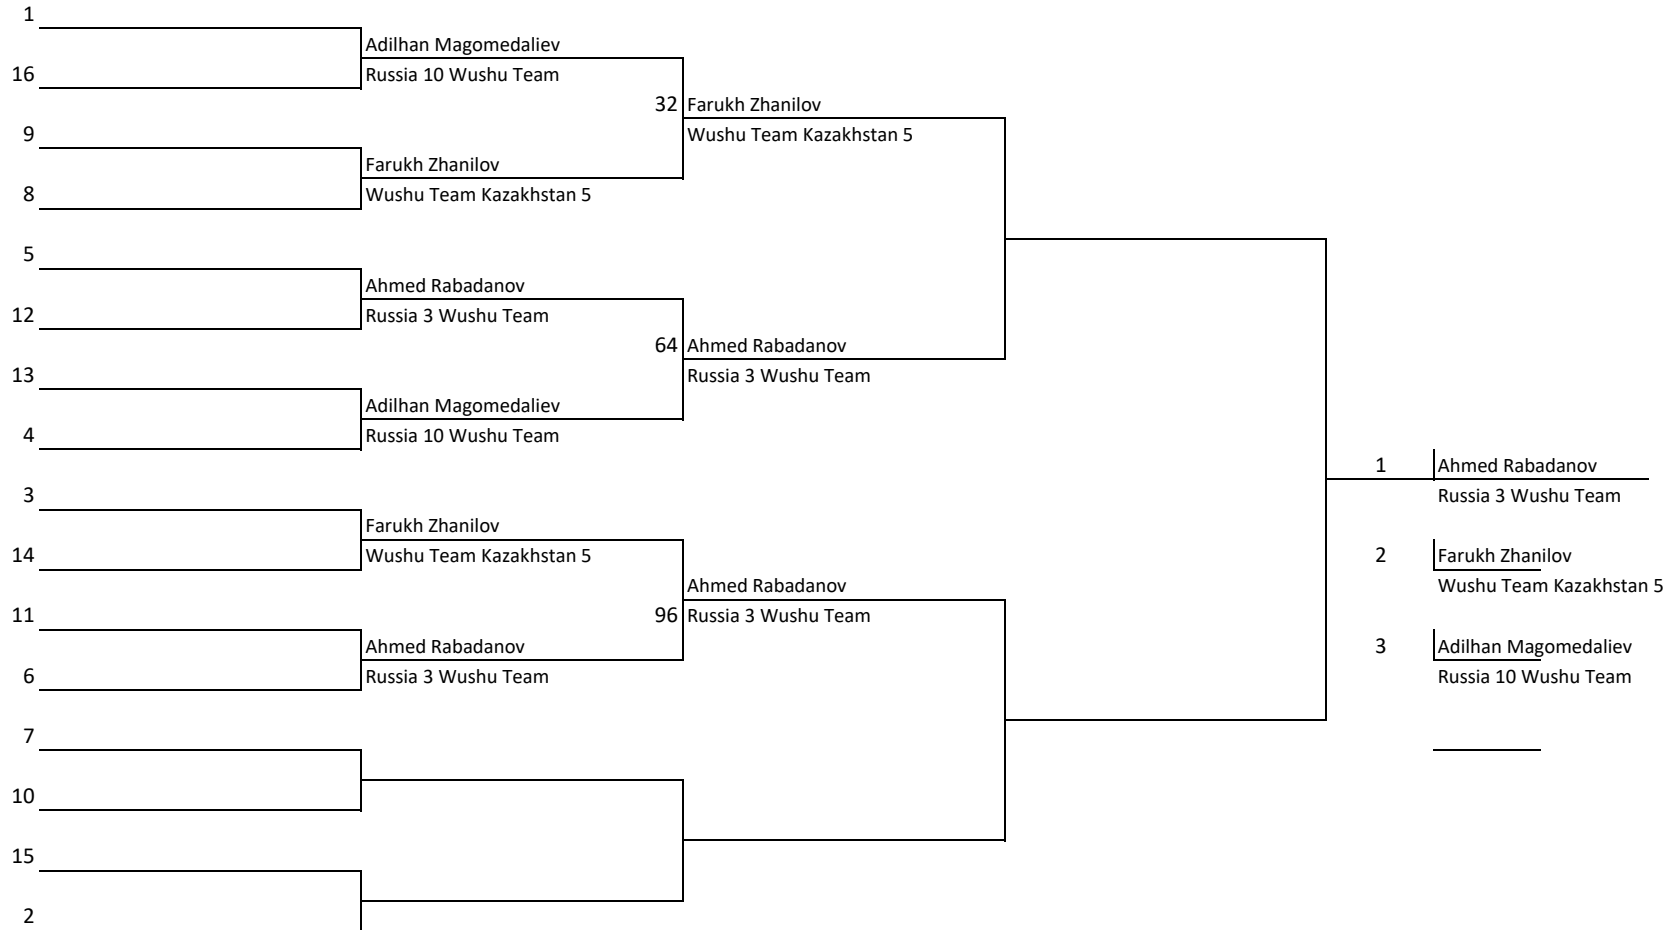 1
Adilhan Magomedaliev
16
Russia 10 Wushu Team
32 Farukh Zhanilov
9
Wushu Team Kazakhstan 5
Farukh Zhanilov
8
Wushu Team Kazakhstan 5
5
Ahmed Rabadanov
12
Russia 3 Wushu Team
64 Ahmed Rabadanov
13
Russia 3 Wushu Team
Adilhan Magomedaliev
4
Russia 10 Wushu Team
1 Ahmed Rabadanov
3
Russia 3 Wushu Team
Farukh Zhanilov
14
Wushu Team Kazakhstan 5
2 Farukh Zhanilov
Ahmed Rabadanov
Wushu Team Kazakhstan 5
11
96 Russia 3 Wushu Team
Ahmed Rabadanov
3 Adilhan Magomedaliev
6
Russia 3 Wushu Team
Russia 10 Wushu Team
7
10
15
2